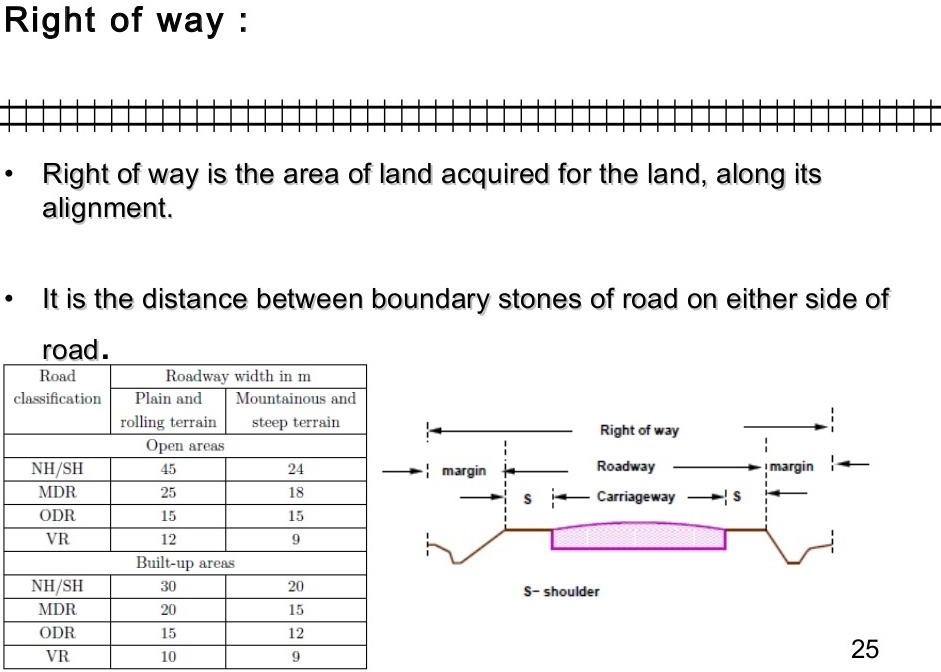 Right of way :
• Right of way is the area of land acquired for the land, along its
alignment.
• It is the distance between boundary stones of road on either side of
road.
Road classification Roadway width in m
Plain and rolling terrain Mountainous and steep terrain
Open areas
NH/SH 45 24
MDR 25 18
ODR 15 15
VR 12 9
Built-up areas
NH/SH 30 20
MDR 20 15
ODR 15 12
VR 10 9
Right of way
margin Roadway margin
S Carriageway S
S- shoulder
25